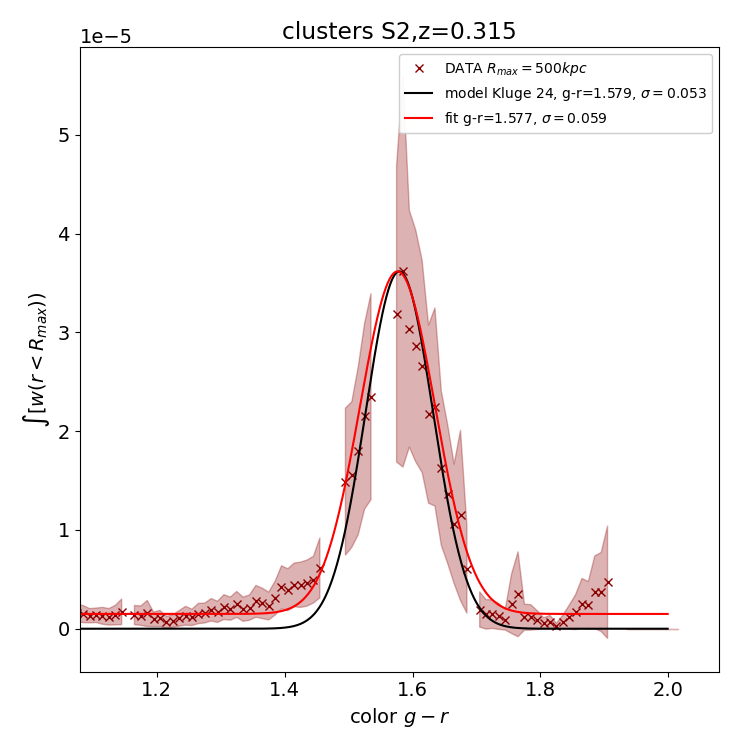 clusters S2,z=0.315
1e−5
DATA $R_{max} = 500kpc$
model Kluge 24, g-r=1.579, $\sigma = 0.053$
fit g-r=1.577, $\sigma = 0.059$
5
4
3
2
1
0
$\int [w(r < R_{max}))$
1.2 1.4 1.6 1.8 2.0
color $g - r$